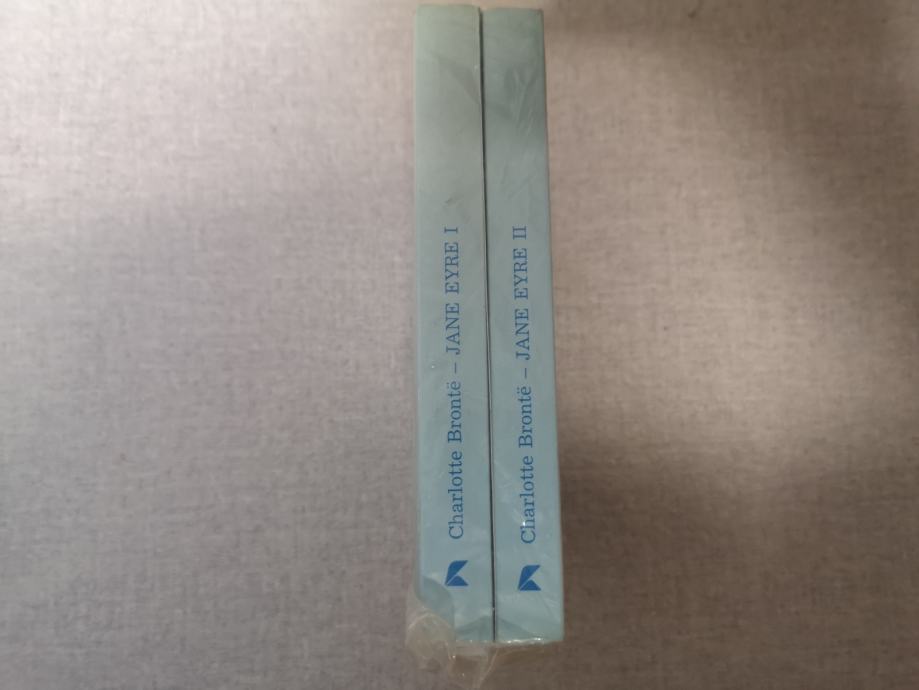 Charlotte Brontë – JANE EYRE I
Charlotte Brontë – JANE EYRE II